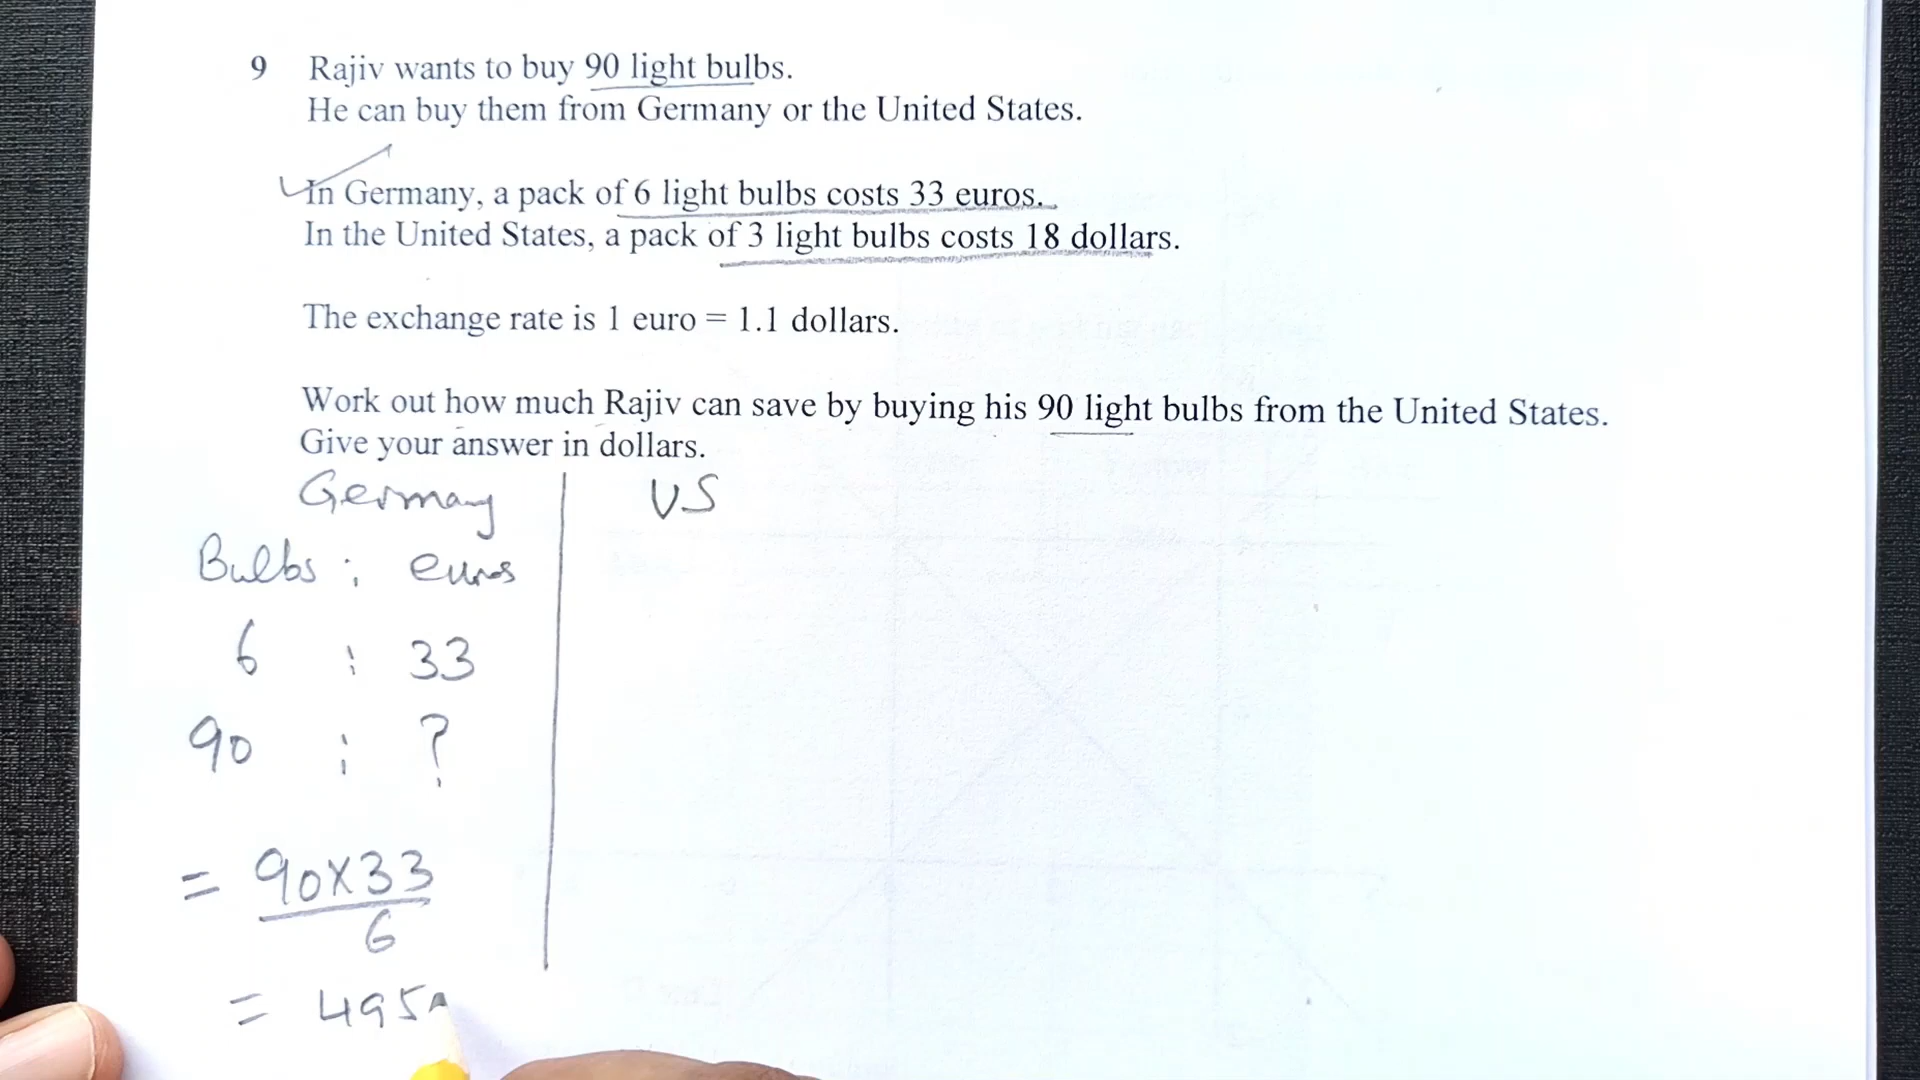 9 Rajiv wants to buy 90 light bulbs.
He can buy them from Germany or the United States.
In Germany, a pack of 6 light bulbs costs 33 euros.
In the United States, a pack of 3 light bulbs costs 18 dollars.
The exchange rate is 1 euro = 1.1 dollars.
Work out how much Rajiv can save by buying his 90 light bulbs from the United States.
Give your answer in dollars.
Germany US
Bulbs : euros
6 : 33
90 : ?
= 90x33
6
= 495